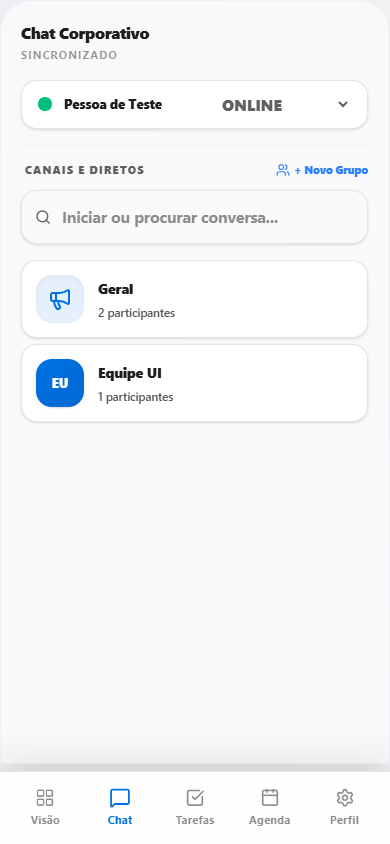 Chat Corporativo
SINCRONIZADO
Pessoa de Teste ONLINE
CANAIS E DIRETOS + Novo Grupo
Iniciar ou procurar conversa...
Geral
2 participantes
EU Equipe UI
1 participantes
Visão Chat Tarefas Agenda Perfil